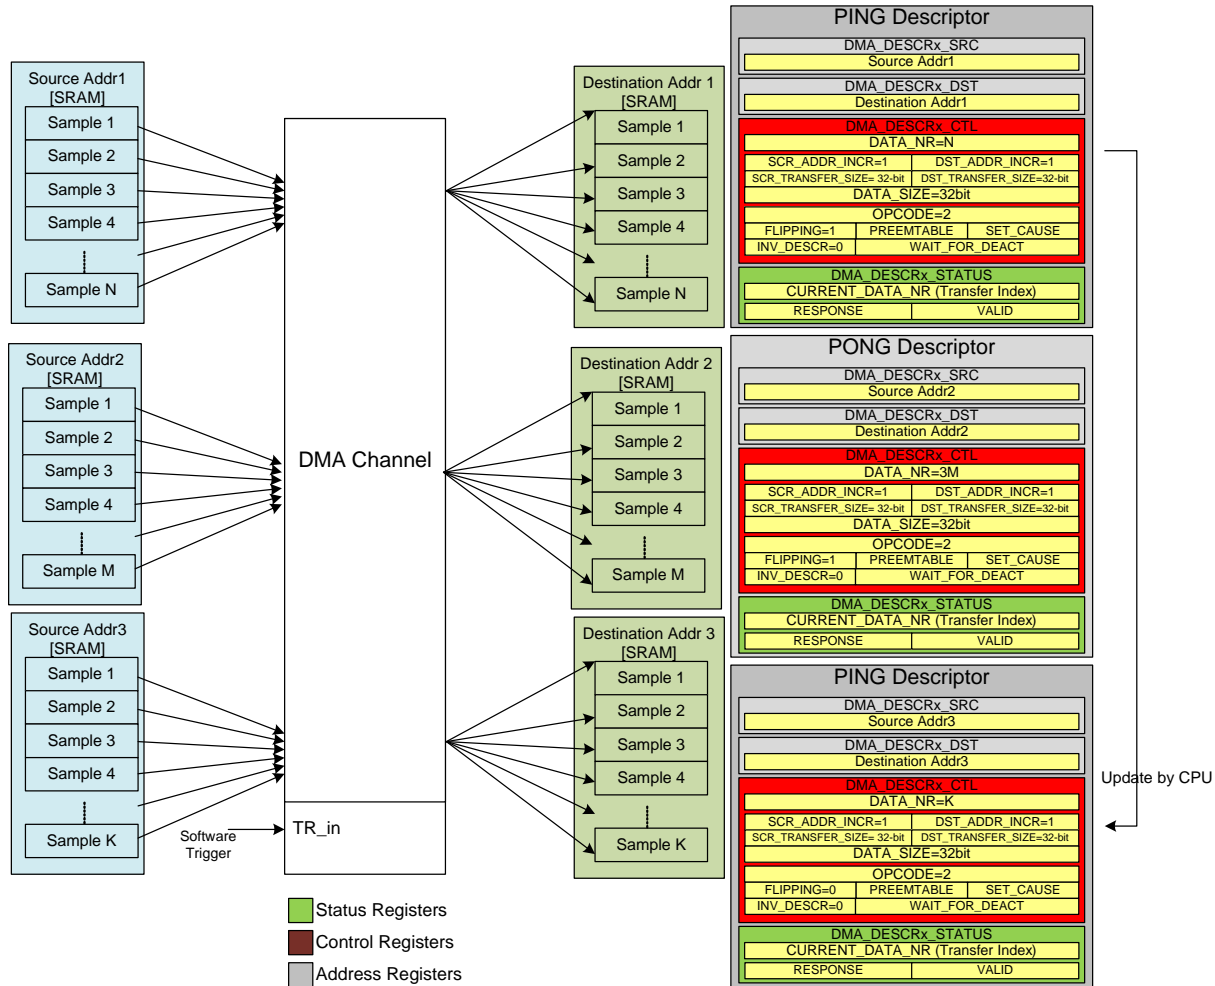 Source Addr1
[SRAM]
Sample 1
Sample 2
Sample 3
Sample 4
Sample N
Source Addr2
[SRAM]
Sample 1
Sample 2
Sample 3
Sample 4
Sample M
Source Addr3
[SRAM]
Sample 1
Sample 2
Sample 3
Sample 4
Sample K
DMA Channel
Software
Trigger
TR_in
Destination Addr 1
[SRAM]
Sample 1
Sample 2
Sample 3
Sample 4
Sample N
Destination Addr 2
[SRAM]
Sample 1
Sample 2
Sample 3
Sample 4
Sample M
Destination Addr 3
[SRAM]
Sample 1
Sample 2
Sample 3
Sample 4
Sample K
PING Descriptor
DMA_DESCRx_SRC
Source Addr1
DMA_DESCRx_DST
Destination Addr1
DMA_DESCRx_CTL
DATA_NR=N
SCR_ADDR_INCR=1 DST_ADDR_INCR=1
SCR_TRANSFER_SIZE= 32-bit DST_TRANSFER_SIZE=32-bit
DATA_SIZE=32bit
OPCODE=2
FLIPPING=1 PREEMTABLE SET_CAUSE
INV_DESCR=0 WAIT_FOR_DEACT
DMA_DESCRx_STATUS
CURRENT_DATA_NR (Transfer Index)
RESPONSE VALID
PONG Descriptor
DMA_DESCRx_SRC
Source Addr2
DMA_DESCRx_DST
Destination Addr2
DMA_DESCRx_CTL
DATA_NR=3M
SCR_ADDR_INCR=1 DST_ADDR_INCR=1
SCR_TRANSFER_SIZE= 32-bit DST_TRANSFER_SIZE=32-bit
DATA_SIZE=32bit
OPCODE=2
FLIPPING=1 PREEMTABLE SET_CAUSE
INV_DESCR=0 WAIT_FOR_DEACT
DMA_DESCRx_STATUS
CURRENT_DATA_NR (Transfer Index)
RESPONSE VALID
PING Descriptor
DMA_DESCRx_SRC
Source Addr3
DMA_DESCRx_DST
Destination Addr3
DMA_DESCRx_CTL
DATA_NR=K
SCR_ADDR_INCR=1 DST_ADDR_INCR=1
SCR_TRANSFER_SIZE= 32-bit DST_TRANSFER_SIZE=32-bit
DATA_SIZE=32bit
OPCODE=2
FLIPPING=0 PREEMTABLE SET_CAUSE
INV_DESCR=0 WAIT_FOR_DEACT
DMA_DESCRx_STATUS
CURRENT_DATA_NR (Transfer Index)
RESPONSE VALID
Update by CPU
Status Registers
Control Registers
Address Registers